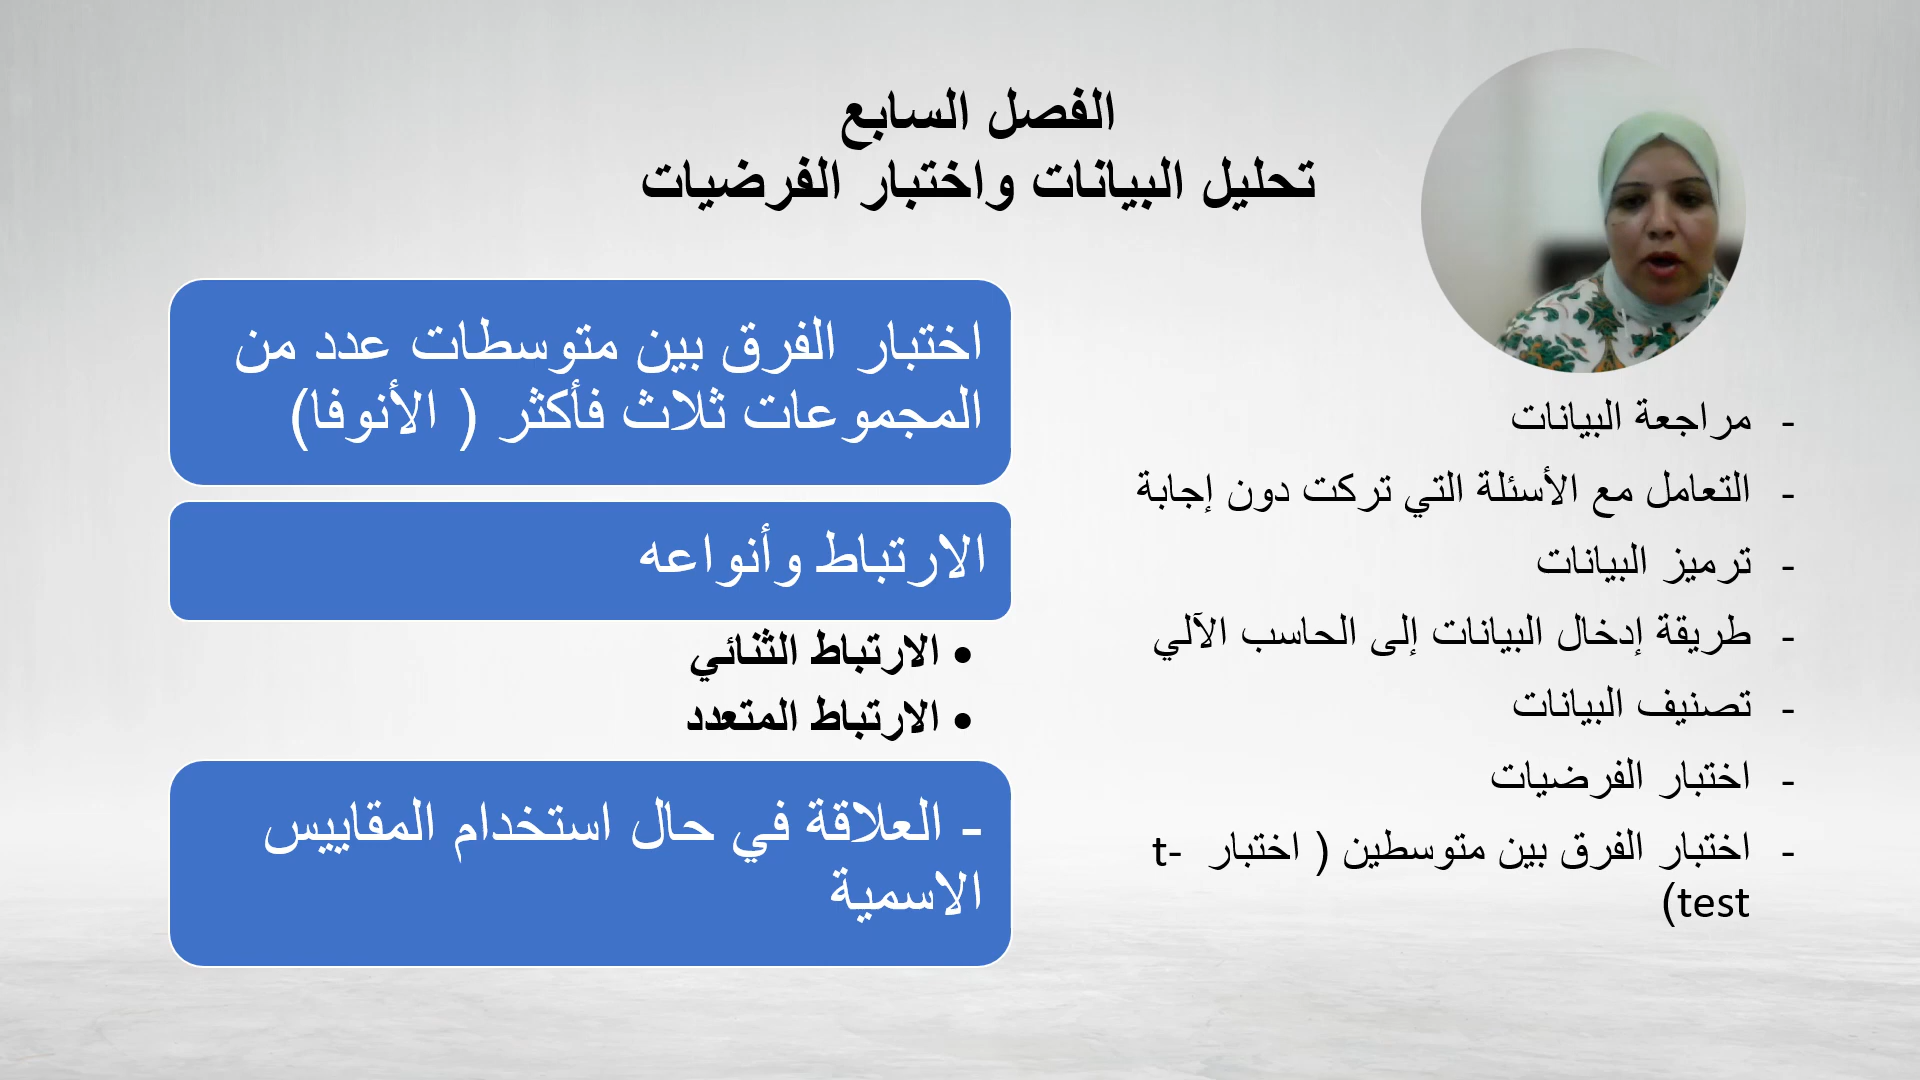 الفصل السابع
تحليل البيانات واختبار الفرضيات
- مراجعة البيانات
- التعامل مع الأسئلة التي تركت دون إجابة
- ترميز البيانات
- طريقة إدخال البيانات إلى الحاسب الآلي
- تصنيف البيانات
- اختبار الفرضيات
- اختبار الفرق بين متوسطين ( اختبار t-
test)
اختبار الفرق بين متوسطات عدد من
المجموعات ثلاث فأكثر ( الأنوفا)
الارتباط وأنواعه
• الارتباط الثنائي
• الارتباط المتعدد
- العلاقة في حال استخدام المقاييس
الاسمية